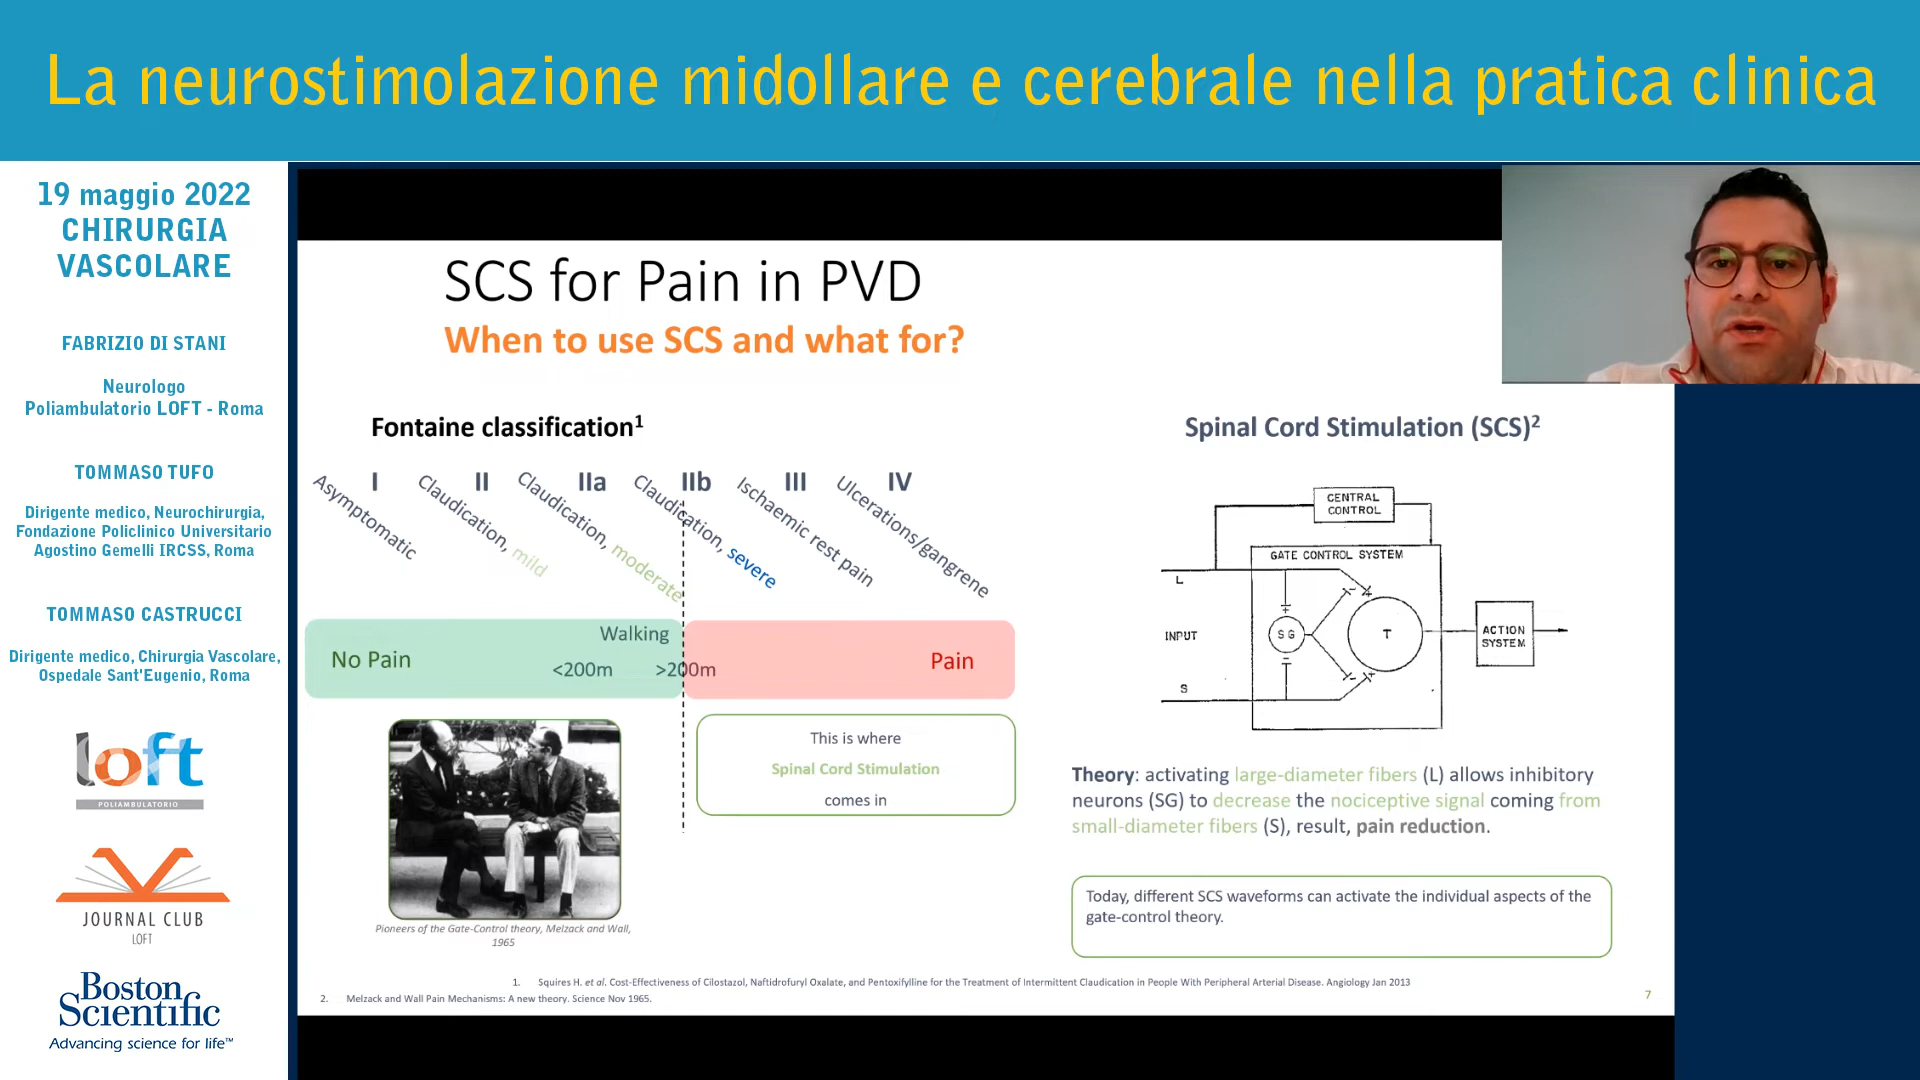 La neurostimolazione midollare e cerebrale nella pratica clinica
19 maggio 2022
CHIRURGIA
VASCOLARE
FABRIZIO DI STANI
Neurologo
Poliambulatorio LOFT - Roma
TOMMASO TUFO
Dirigente medico, Neurochirurgia,
Fondazione Policlinico Universitario
Agostino Gemelli IRCSS, Roma
TOMMASO CASTRUCCI
Dirigente medico, Chirurgia Vascolare,
Ospedale Sant'Eugenio, Roma
loft
POLIAMBULATORIO
JOURNAL CLUB
LOFT
Boston
Scientific
Advancing science for life™
SCS for Pain in PVD
When to use SCS and what for?
Fontaine classification1
I II IIa IIb III IV
Asymptomatic
Claudication, mild
Claudication, moderate
Claudication, severe
Ischaemic rest pain
Ulcerations/gangrene
No Pain
Walking
<200m >200m
Pain
This is where
Spinal Cord Stimulation
comes in
Pioneers of the Gate-Control theory, Melzack and Wall,
1965
Spinal Cord Stimulation (SCS)2
CENTRAL
CONTROL
GATE CONTROL SYSTEM
L
INPUT
S
SG
T
+
−
+
−
+
−
ACTION
SYSTEM
Theory: activating large-diameter fibers (L) allows inhibitory
neurons (SG) to decrease the nociceptive signal coming from
small-diameter fibers (S), result, pain reduction.
Today, different SCS waveforms can activate the individual aspects of the
gate-control theory.
1. Squires H. et al. Cost-Effectiveness of Cilostazol, Naftidrofuryl Oxalate, and Pentoxifylline for the Treatment of Intermittent Claudication in People With Peripheral Arterial Disease. Angiology Jan 2013
2. Melzack and Wall Pain Mechanisms: A new theory. Science Nov 1965.
7